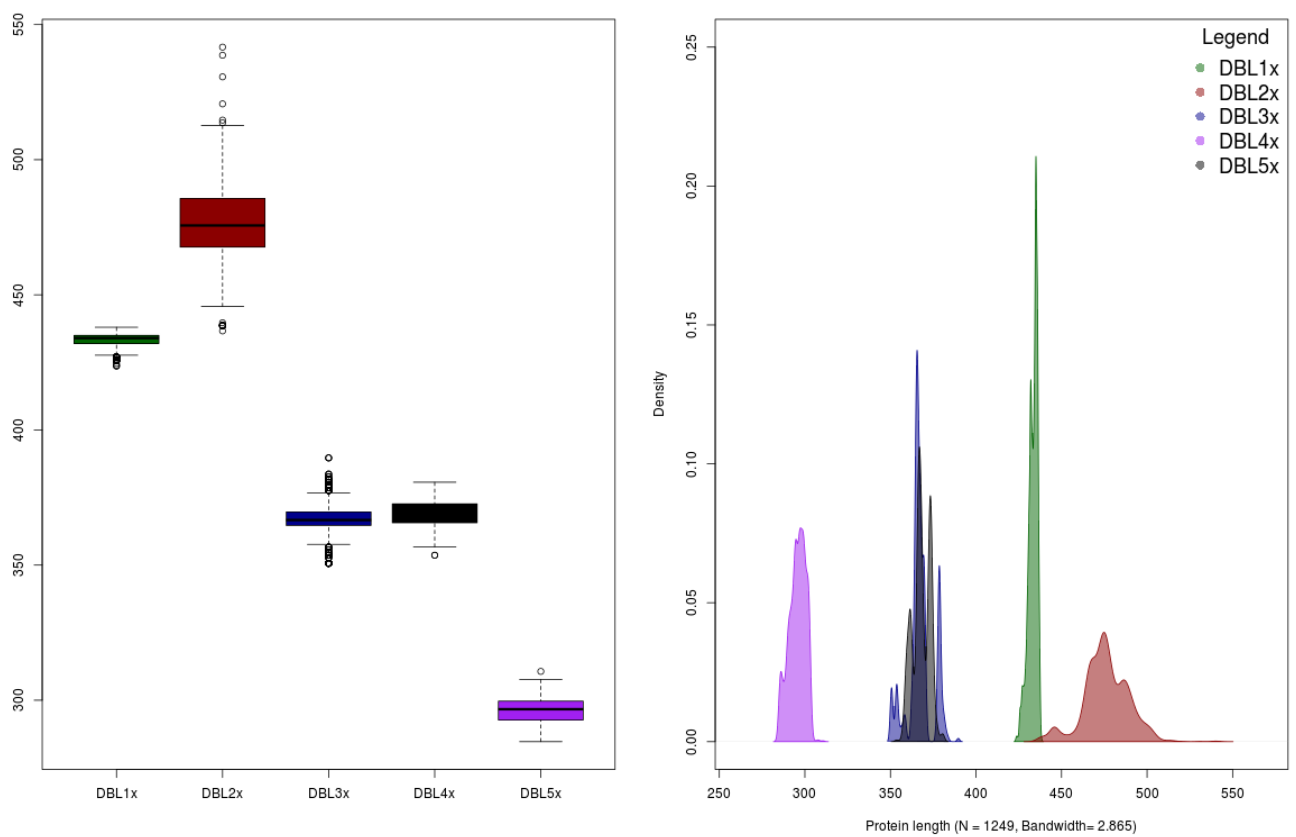 550
500
450
400
350
300
DBL1x
DBL2x
DBL3x
DBL4x
DBL5x
Density
0.25
0.20
0.15
0.10
0.05
0.00
Legend
DBL1x
DBL2x
DBL3x
DBL4x
DBL5x
250
300
350
400
450
500
550
Protein length (N = 1249, Bandwidth= 2.865)